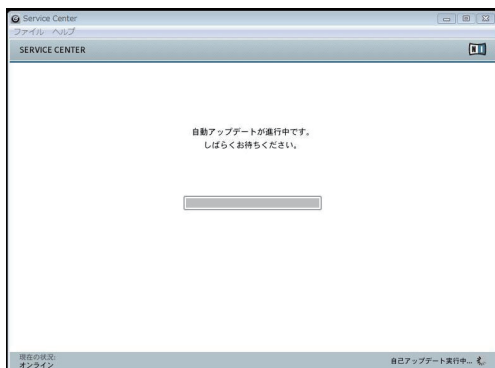 Service Center
ファイル ヘルプ
SERVICE CENTER
NI
自動アップデートが進行中です。
しばらくお待ちください。
現在の状況:
オンライン
自己アップデート実行中...